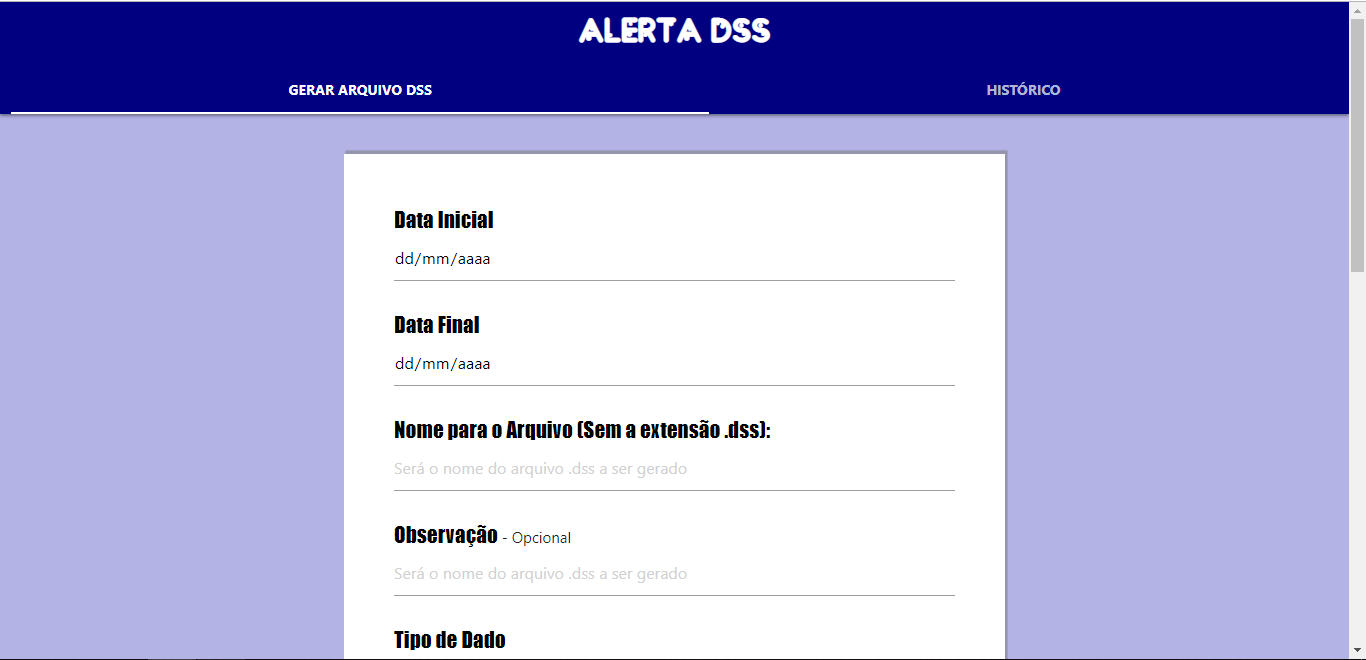 ALERTA DSS
GERAR ARQUIVO DSS
HISTÓRICO
Data Inicial
dd/mm/aaaa
Data Final
dd/mm/aaaa
Nome para o Arquivo (Sem a extensão .dss):
Será o nome do arquivo .dss a ser gerado
Observação - Opcional
Será o nome do arquivo .dss a ser gerado
Tipo de Dado